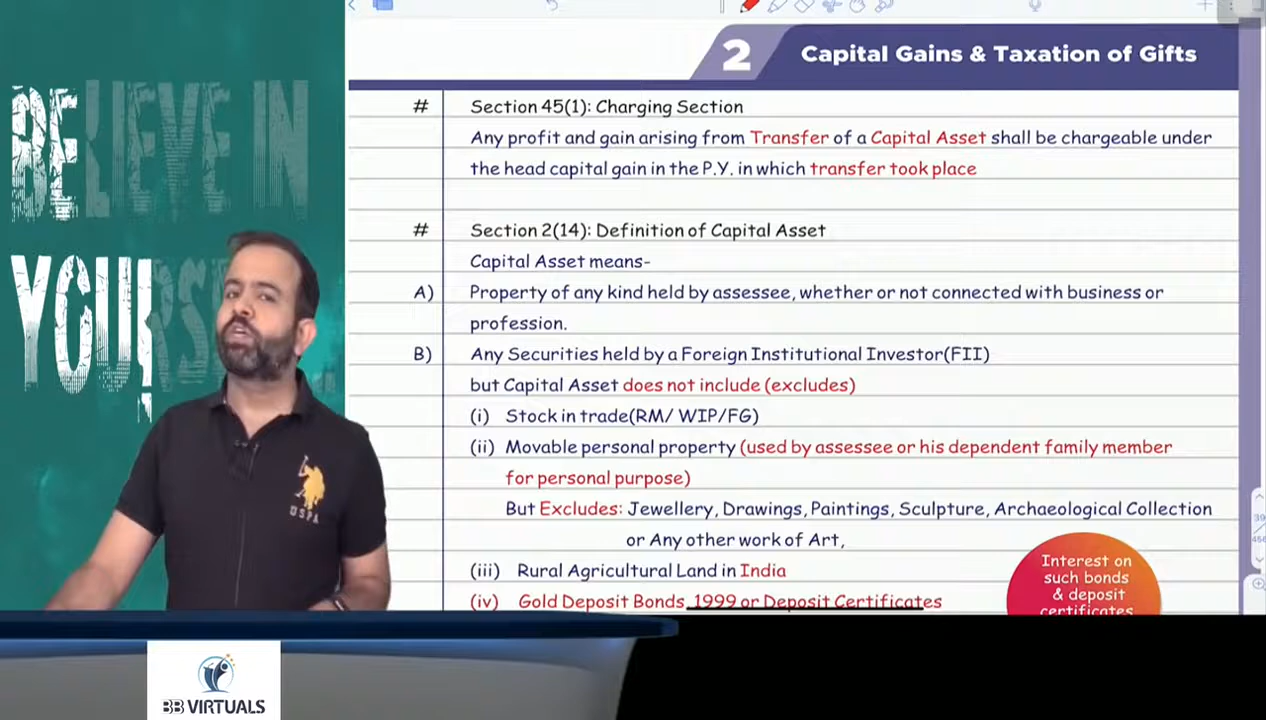 BELIEVE IN
YOURS
2 Capital Gains & Taxation of Gifts
# Section 45(1): Charging Section
Any profit and gain arising from Transfer of a Capital Asset shall be chargeable under
the head capital gain in the P.Y. in which transfer took place
# Section 2(14): Definition of Capital Asset
Capital Asset means-
A) Property of any kind held by assessee, whether or not connected with business or
profession.
B) Any Securities held by a Foreign Institutional Investor(FII)
but Capital Asset does not include (excludes)
(i) Stock in trade(RM/ WIP/FG)
(ii) Movable personal property (used by assessee or his dependent family member
for personal purpose)
But Excludes: Jewellery, Drawings, Paintings, Sculpture, Archaeological Collection
or Any other work of Art,
(iii) Rural Agricultural Land in India
(iv) Gold Deposit Bonds, 1999 or Deposit Certificates
Interest on
such bonds
& deposit
certificates
USPA
BB VIRTUALS